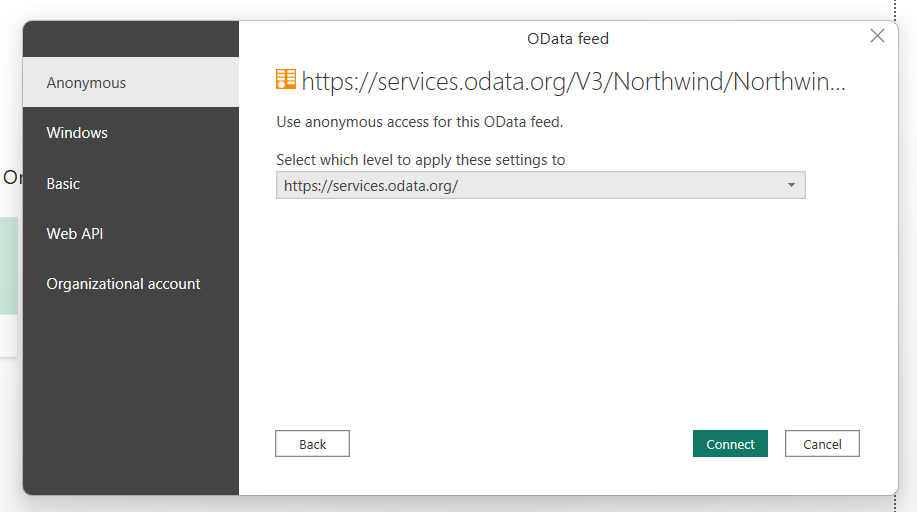 OData feed
Anonymous
https://services.odata.org/V3/Northwind/Northwin...
Use anonymous access for this OData feed.
Windows
Select which level to apply these settings to
https://services.odata.org/
Basic
Web API
Organizational account
Or
Back
Connect
Cancel